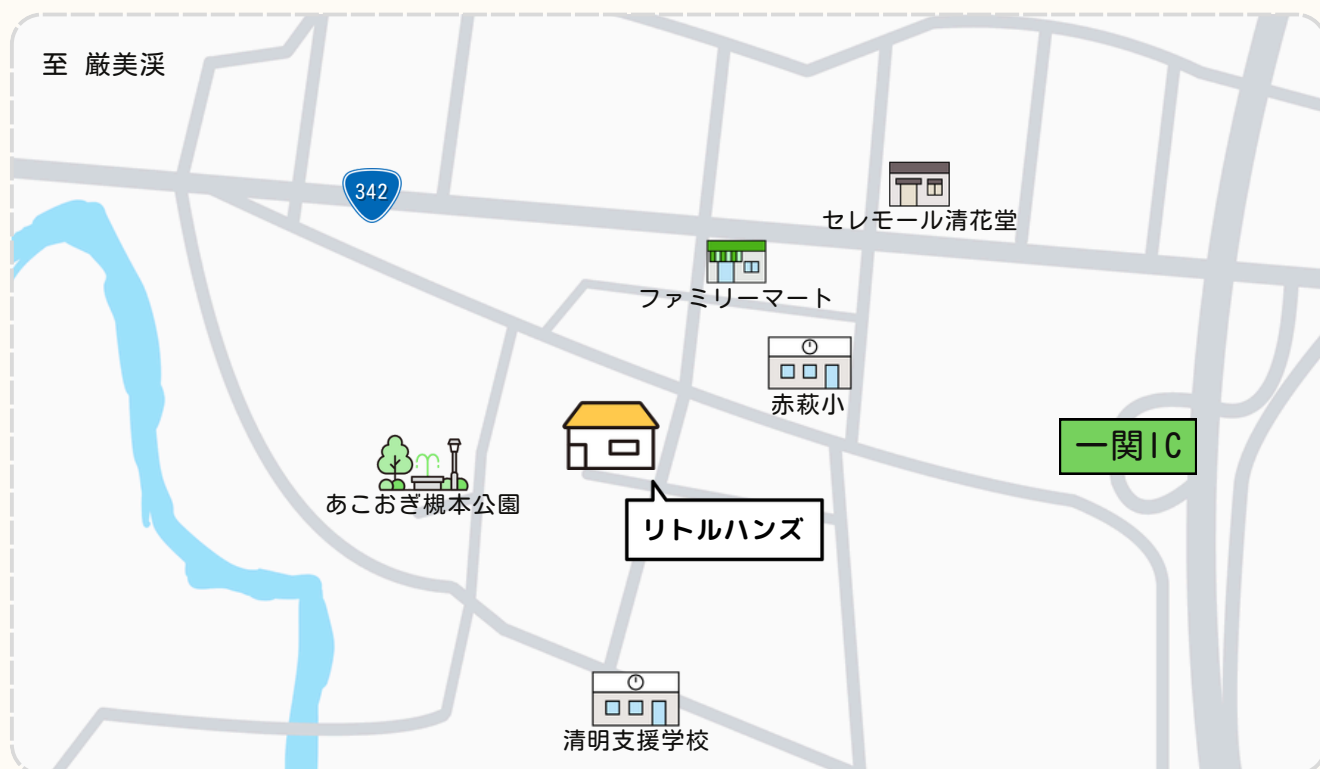 至 厳美渓
342
セレモール清花堂
ファミリーマート
赤萩小
一関IC
あこおぎ槻本公園
リトルハンズ
清明支援学校